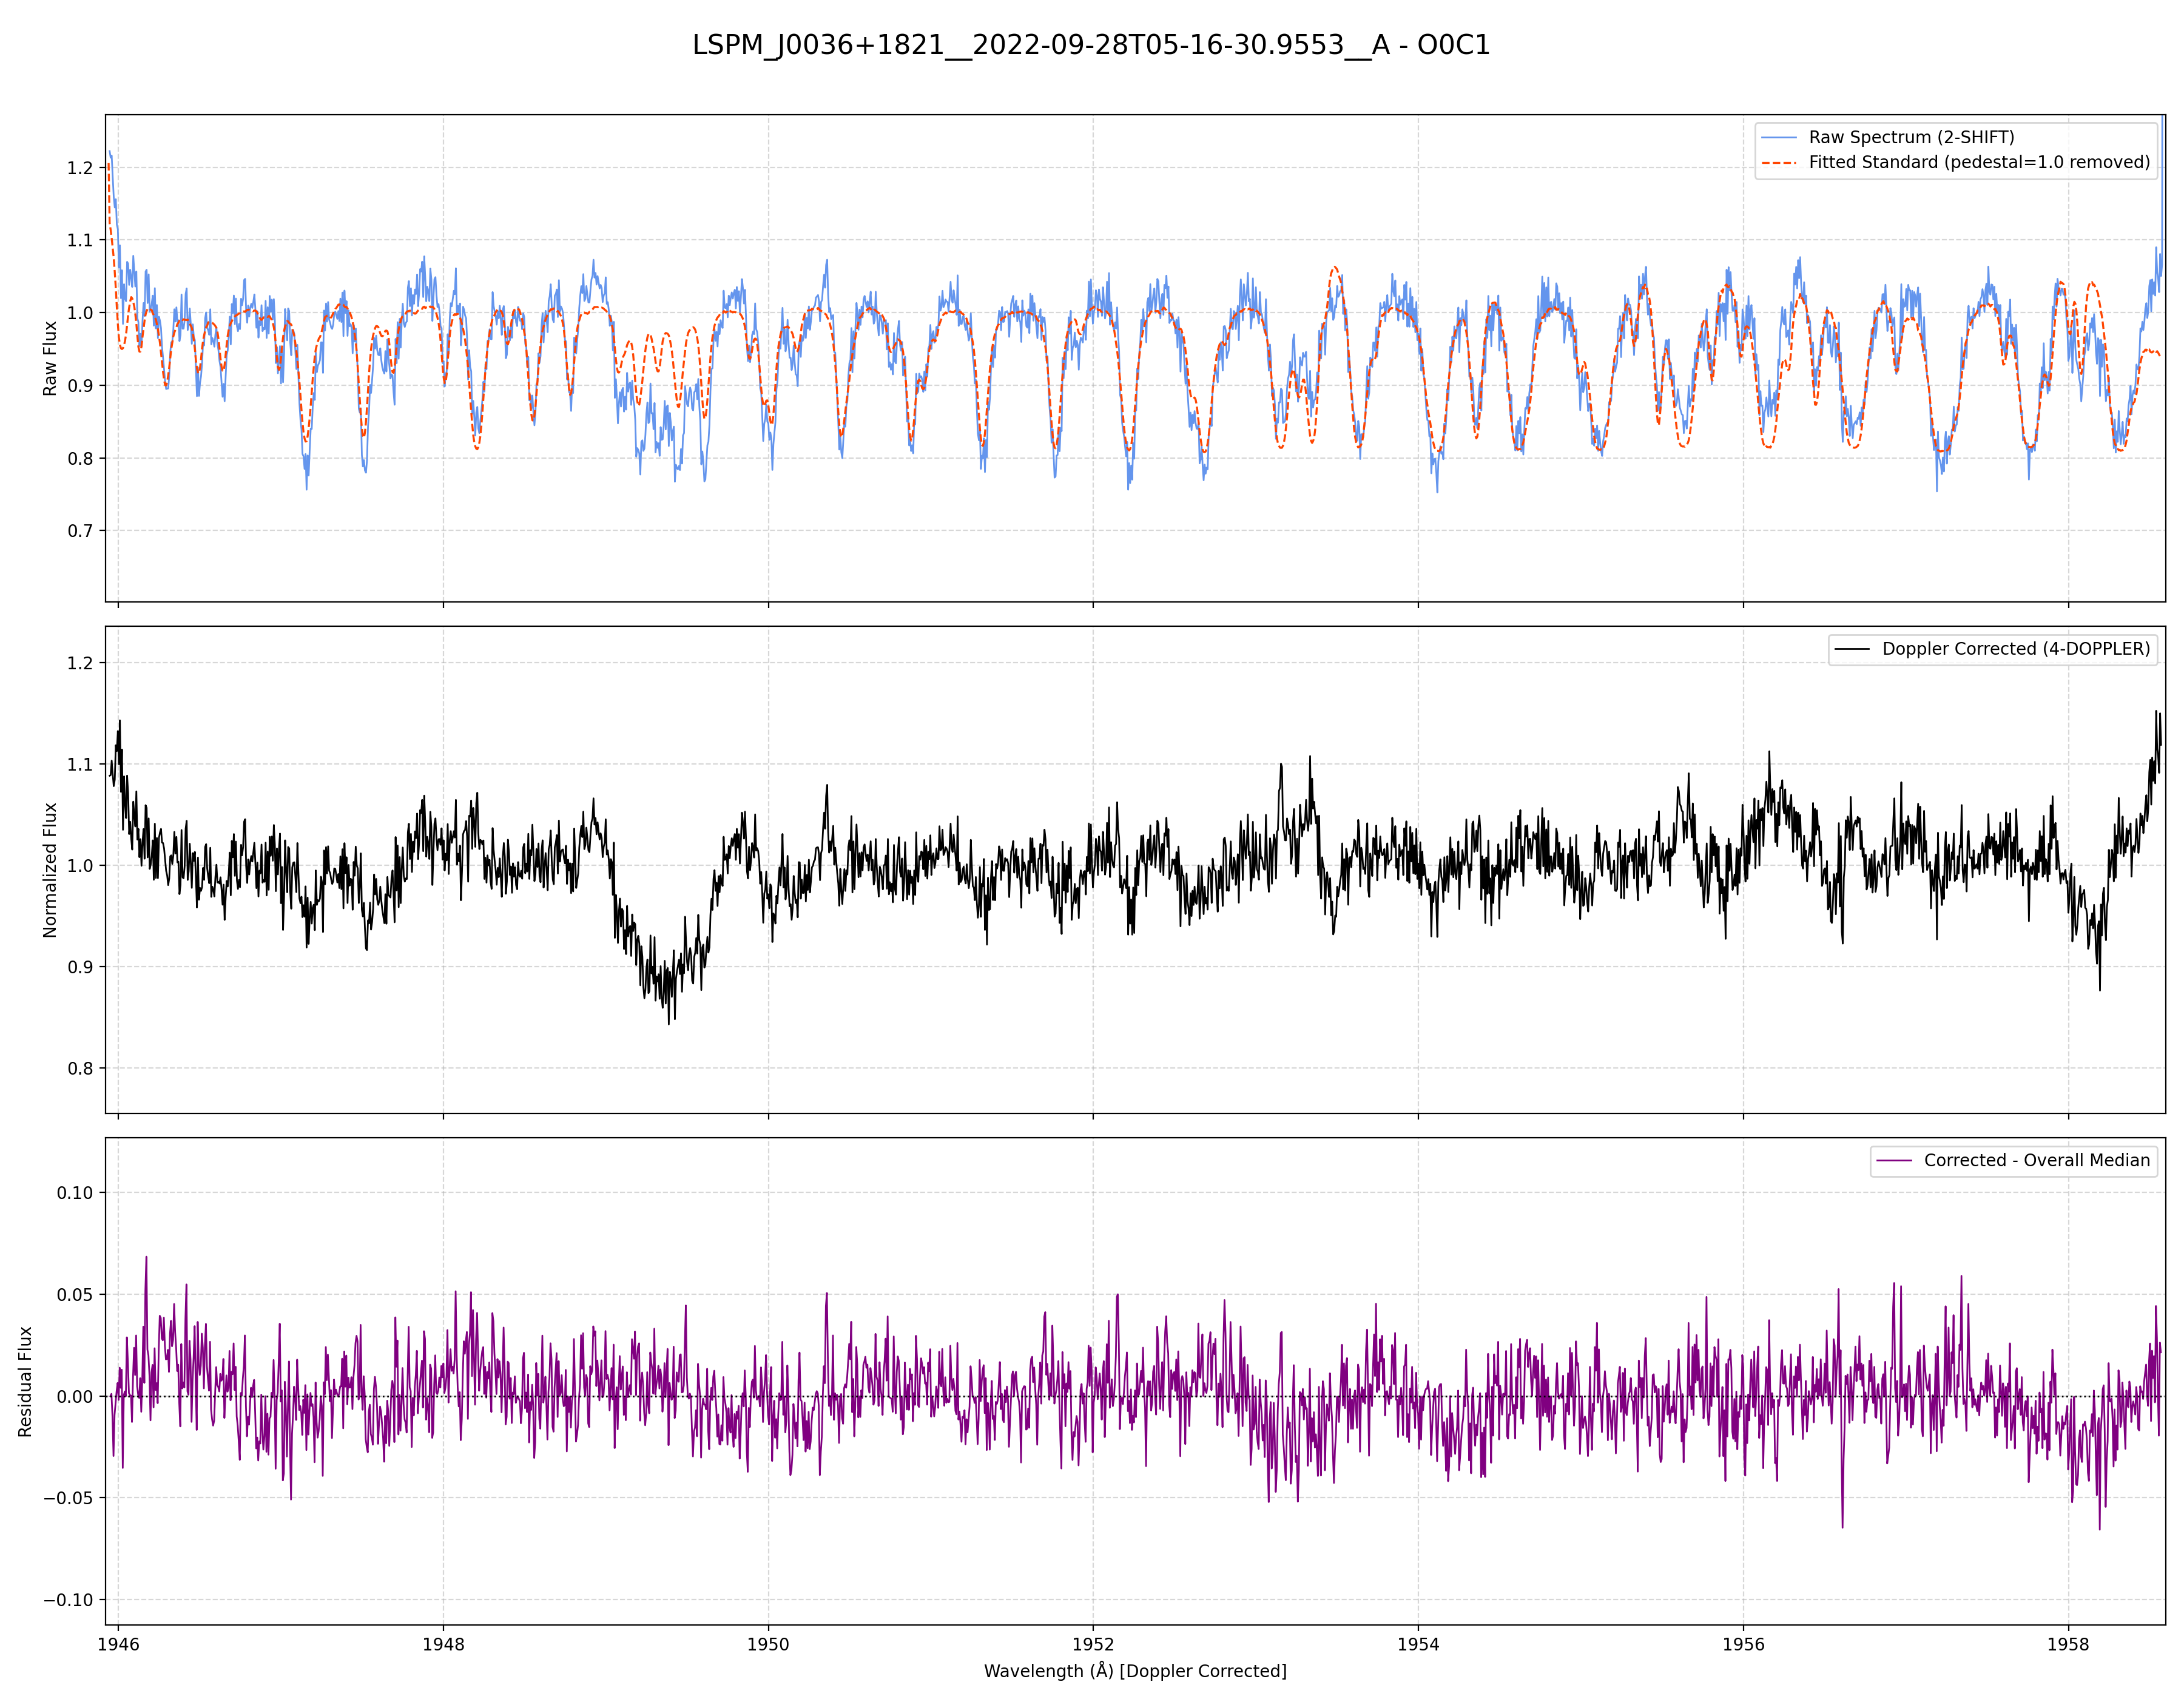 LSPM_J0036+1821__2022-09-28T05-16-30.9553__A - O0C1
Raw Flux
1.2
1.1
1.0
0.9
0.8
0.7
Raw Spectrum (2-SHIFT)
Fitted Standard (pedestal=1.0 removed)
Normalized Flux
1.2
1.1
1.0
0.9
0.8
Doppler Corrected (4-DOPPLER)
Residual Flux
0.10
0.05
0.00
−0.05
−0.10
Corrected - Overall Median
1946 1948 1950 1952 1954 1956 1958
Wavelength (Å) [Doppler Corrected]